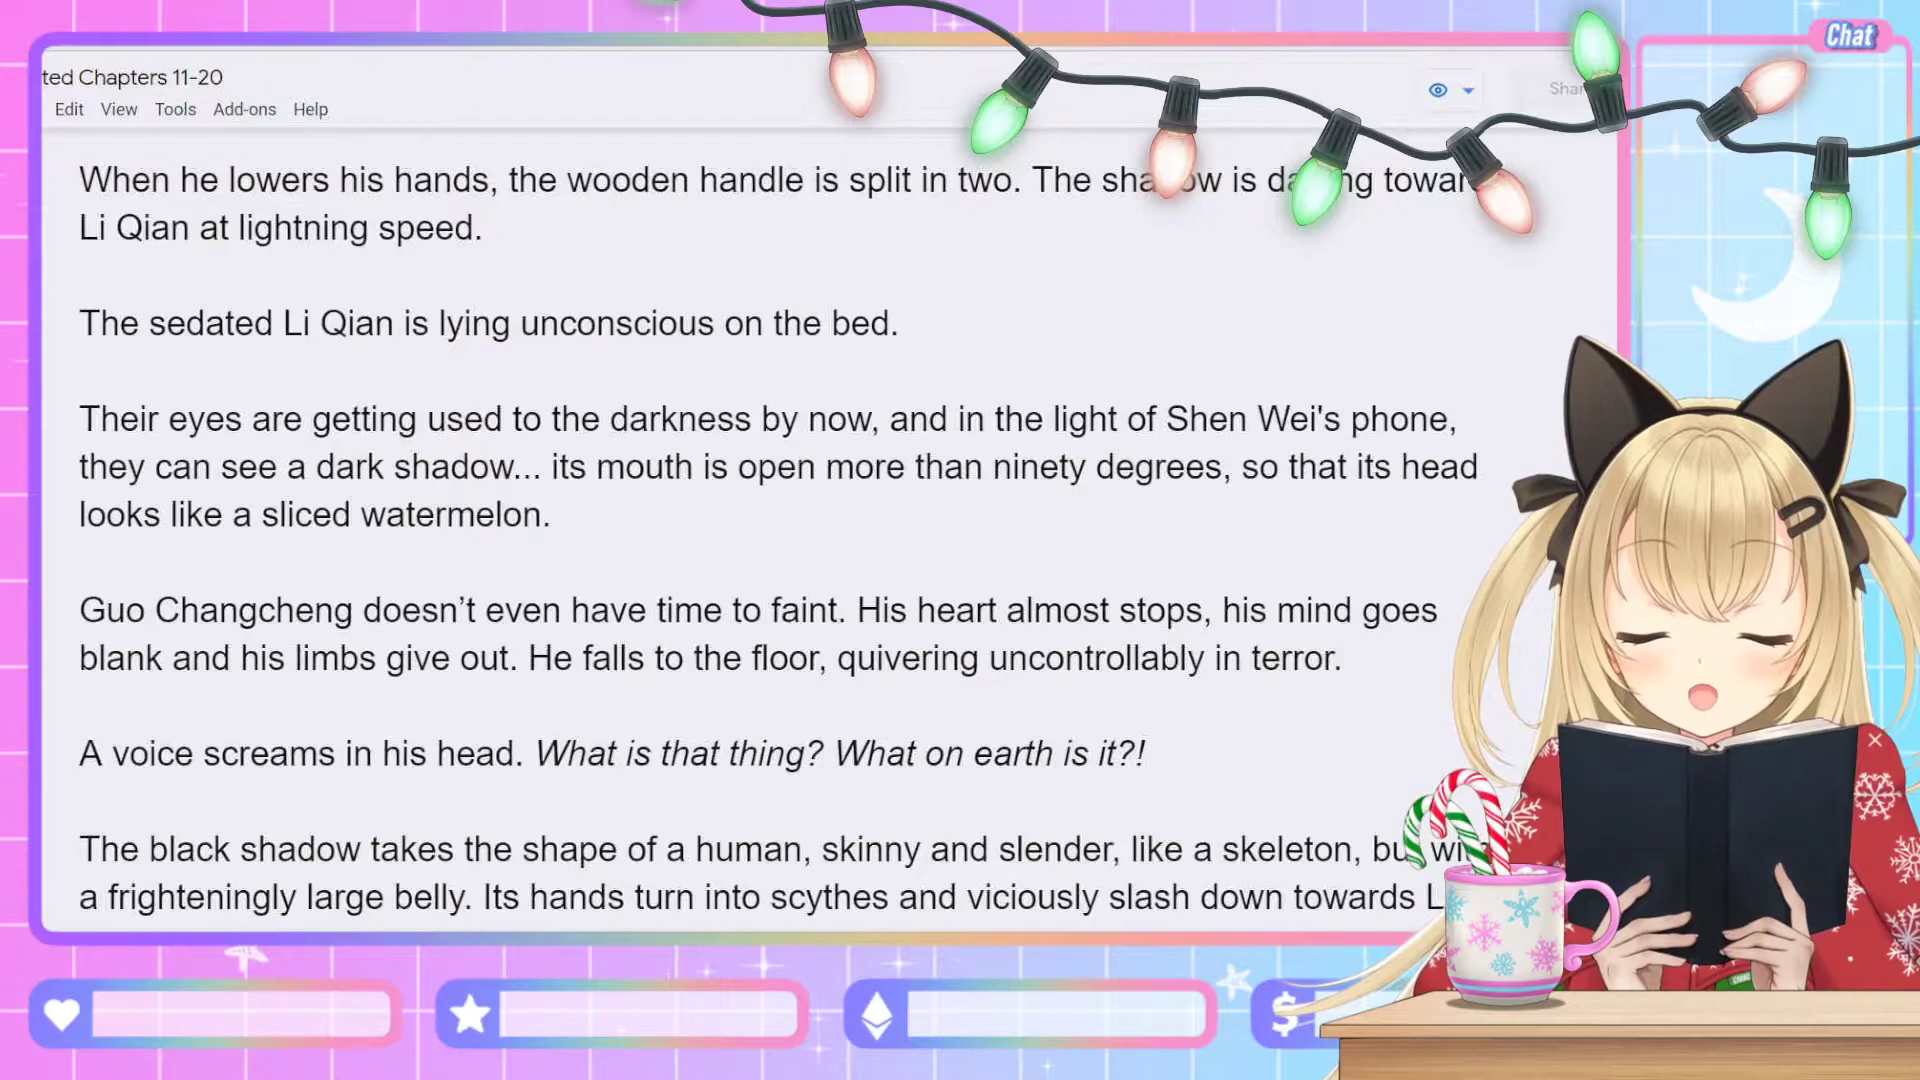 Chat
ted Chapters 11-20
Edit View Tools Add-ons Help
When he lowers his hands, the wooden handle is split in two. The is
Li Qian at lightning speed.
The sedated Li Qian is lying unconscious on the bed.
Their eyes are getting used to the darkness by now, and in the light of Shen Wei's phone,
they can see a dark shadow... its mouth is open more than ninety degrees, so that its head
looks like a sliced watermelon.
Guo Changcheng doesn’t even have time to faint. His heart almost stops, his mind goes
blank and his limbs give out. He falls to the floor, quivering uncontrollably in terror.
A voice screams in his head. What is that thing? What on earth is it?!
The black shadow takes the shape of a human, skinny and slender, like a skeleton,
a frighteningly large belly. Its hands turn into scythes and viciously slash down towards